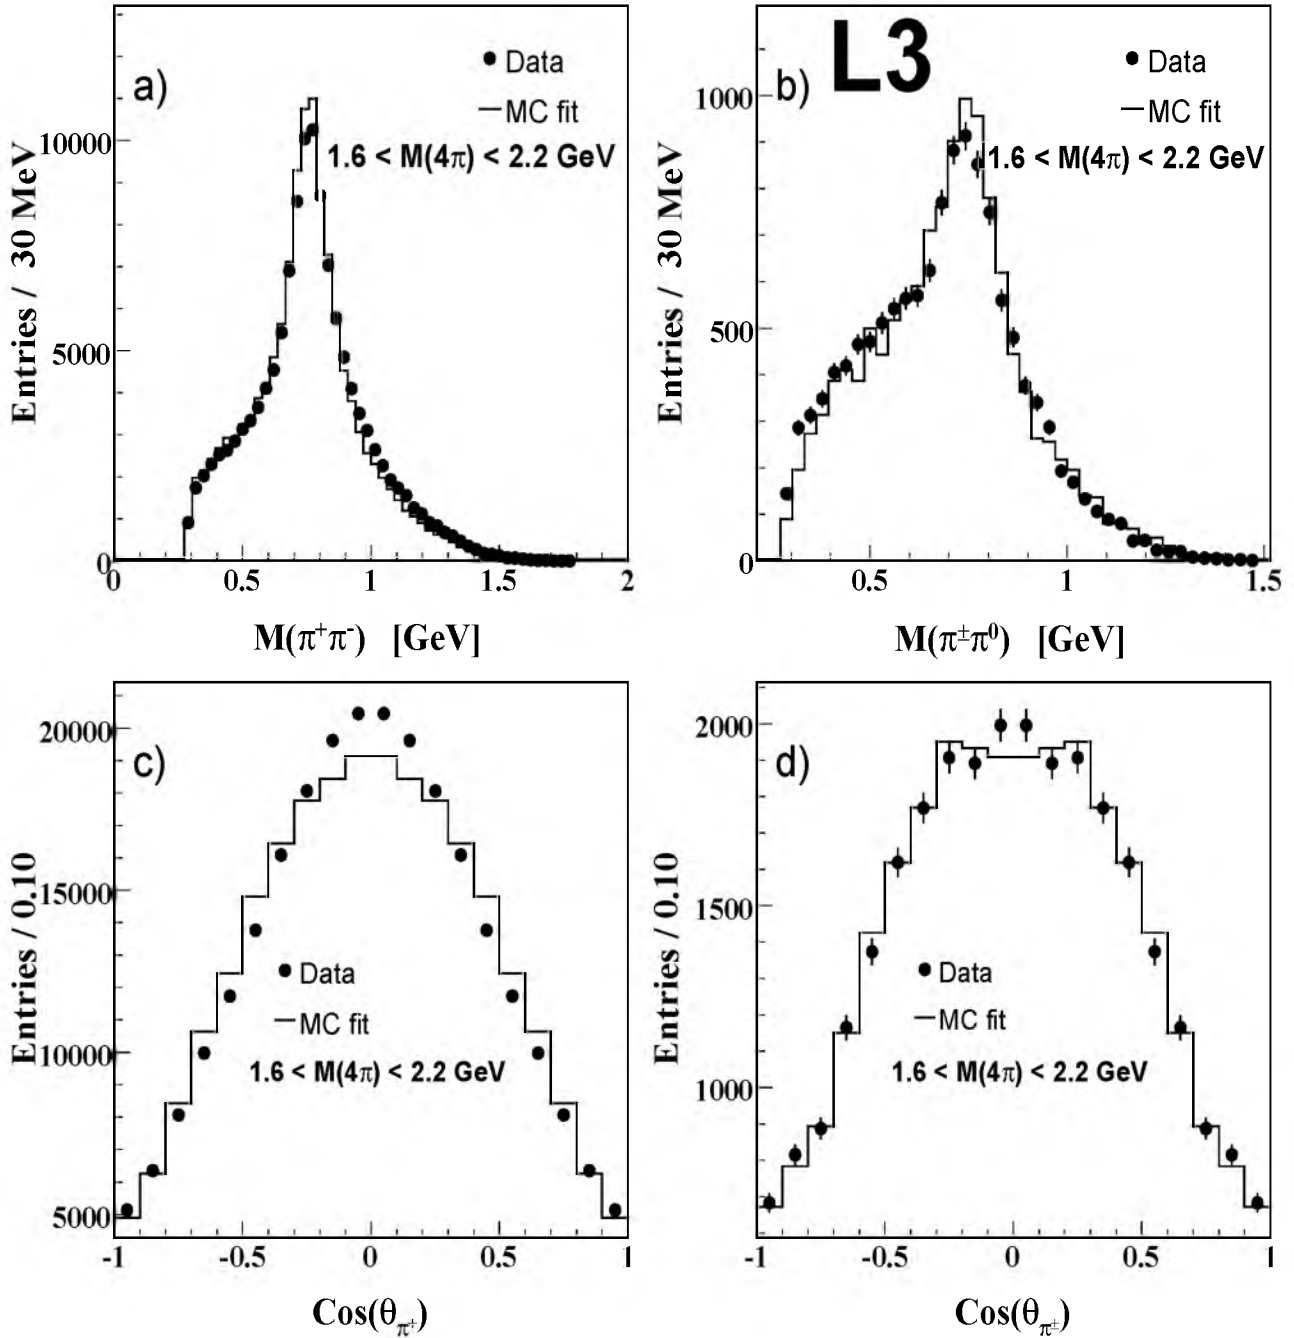 a)
Data
MC fit
1.6 < M(4π) < 2.2 GeV
Entries / 30 MeV
10000
5000
0
0 0.5 1 1.5 2
M(π⁺π⁻) [GeV]
L3
b)
Data
MC fit
1.6 < M(4π) < 2.2 GeV
Entries / 30 MeV
1000
500
0
0.5 1 1.5
M(π±π⁰) [GeV]
c)
Data
MC fit
1.6 < M(4π) < 2.2 GeV
Entries / 0.10
20000
15000
10000
5000
-1 -0.5 0 0.5 1
Cos(θπ±)
d)
Data
MC fit
1.6 < M(4π) < 2.2 GeV
Entries / 0.10
2000
1500
1000
-1 -0.5 0 0.5 1
Cos(θπ±)